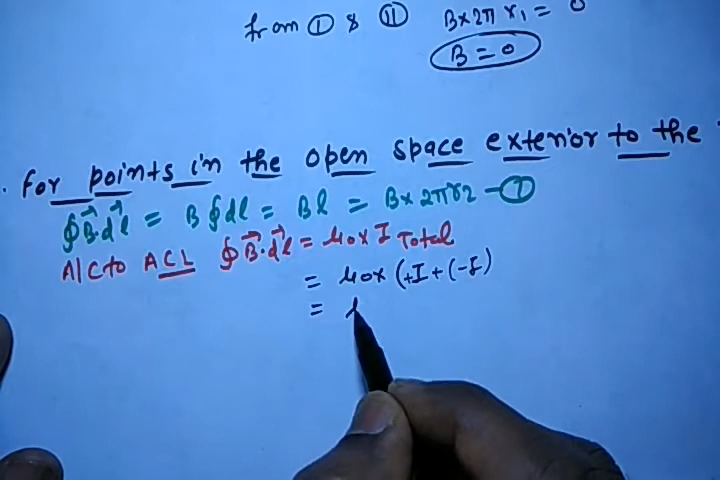 from ① & ⑪ B×2π r₁ = 0
B = 0
For points in the open space exterior to the
∮B⃗.dl⃗ = B∮dl = Bl = B×2πr2 —①
A/c to ACL ∮B⃗.dl⃗ = μ0×I Total
= μ0×(+I+(-I)
=